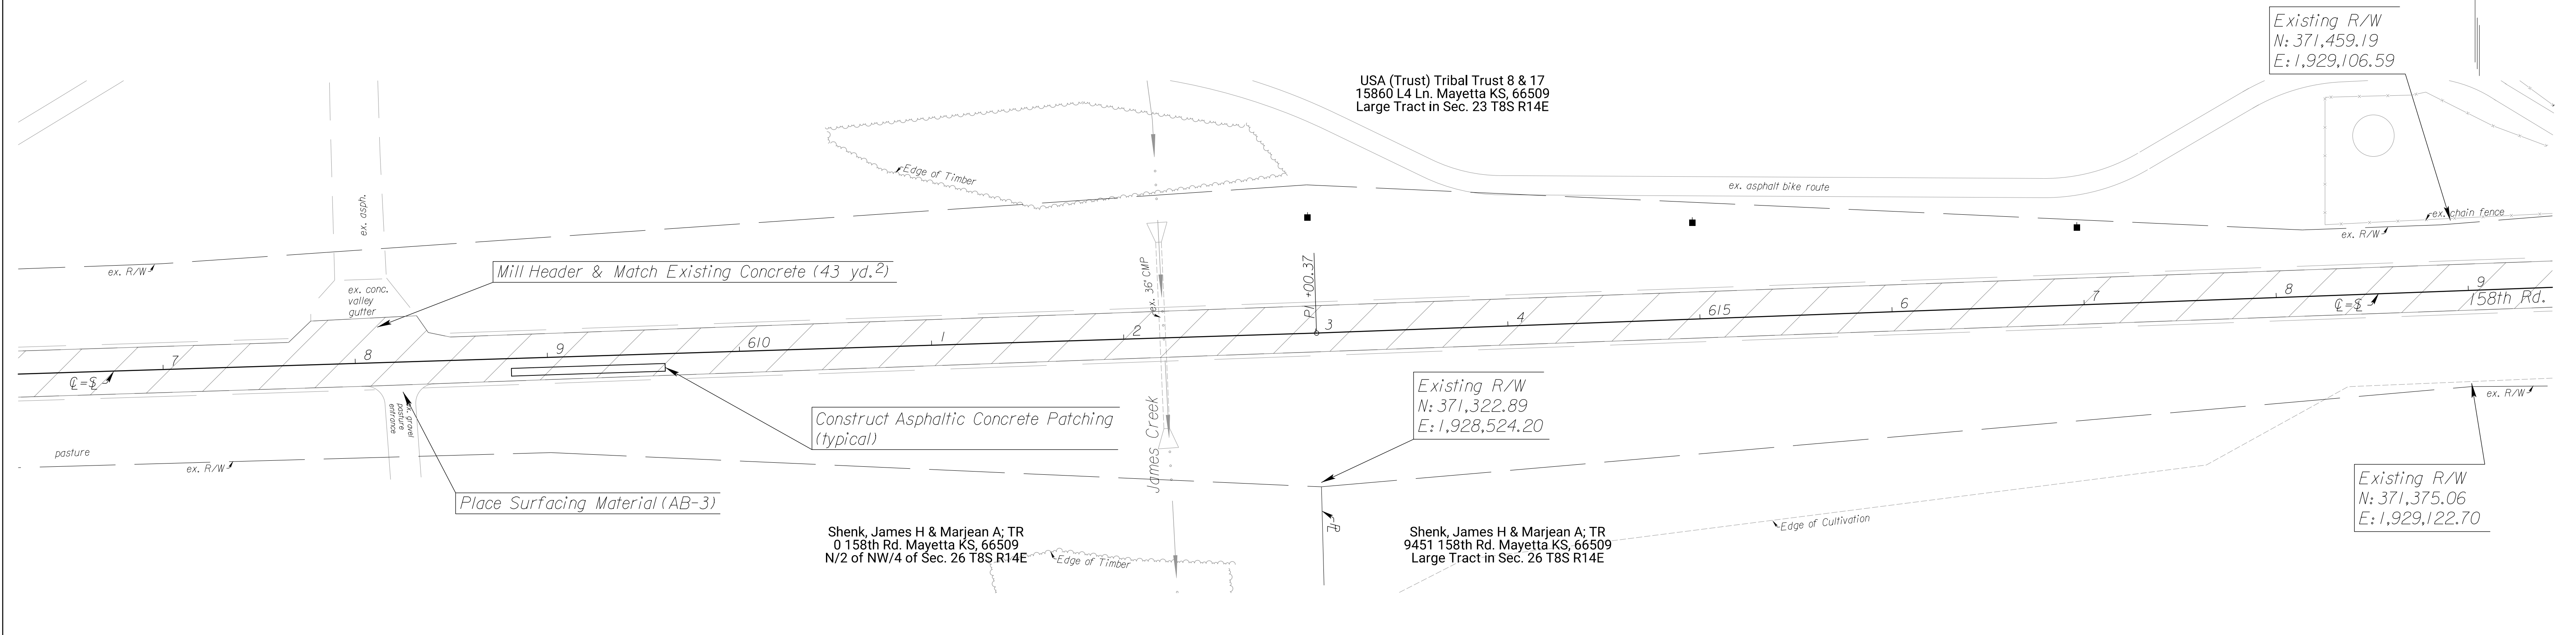 Existing R/W
N: 371,459.19
E: 1,929,106.59
USA (Trust) Tribal Trust 8 & 17
15860 L4 Ln. Mayetta KS, 66509
Large Tract in Sec. 23 T8S R14E
Edge of Timber
ex. asphalt bike route
ex. asph.
ex. chain fence
ex. R/W
ex. R/W
Mill Header & Match Existing Concrete (43 yd.2)
ex. conc.
valley
gutter
ex. 36" CMP
PI +00.37
7
8
9
610
1
2
3
4
615
6
7
8
9
℄=
℄=
158th Rd.
ex. gravel
pasture
entrance
Construct Asphaltic Concrete Patching
(typical)
James Creek
Existing R/W
N: 371,322.89
E: 1,928,524.20
ex. R/W
pasture
ex. R/W
Place Surfacing Material (AB-3)
Existing R/W
N: 371,375.06
E: 1,929,122.70
Edge of Cultivation
Shenk, James H & Marjean A; TR
0 158th Rd. Mayetta KS, 66509
N/2 of NW/4 of Sec. 26 T8S R14E
Edge of Timber
Shenk, James H & Marjean A; TR
9451 158th Rd. Mayetta KS, 66509
Large Tract in Sec. 26 T8S R14E